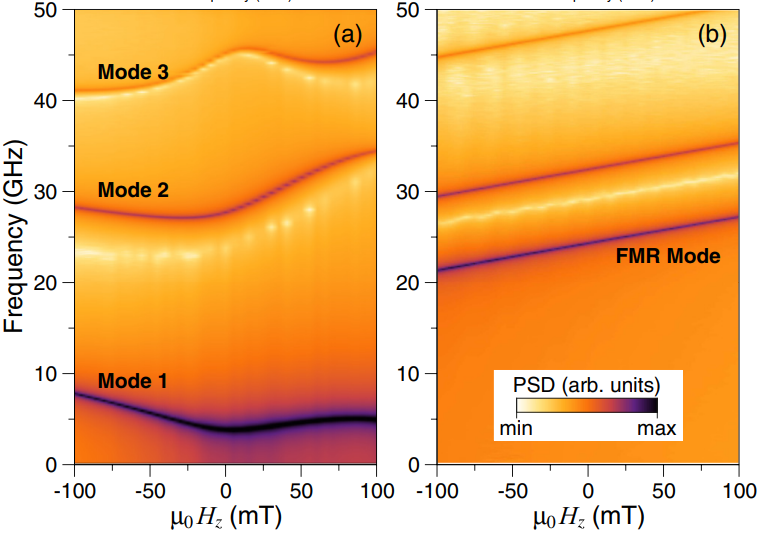 50
(a)
Mode 3
40
Mode 2
30
20
Mode 1
10
0
Frequency (GHz)
-100 -50 0 50 100
μ0Hz (mT)
50
(b)
40
30
FMR Mode
20
PSD (arb. units)
min max
10
0
-100 -50 0 50 100
μ0Hz (mT)